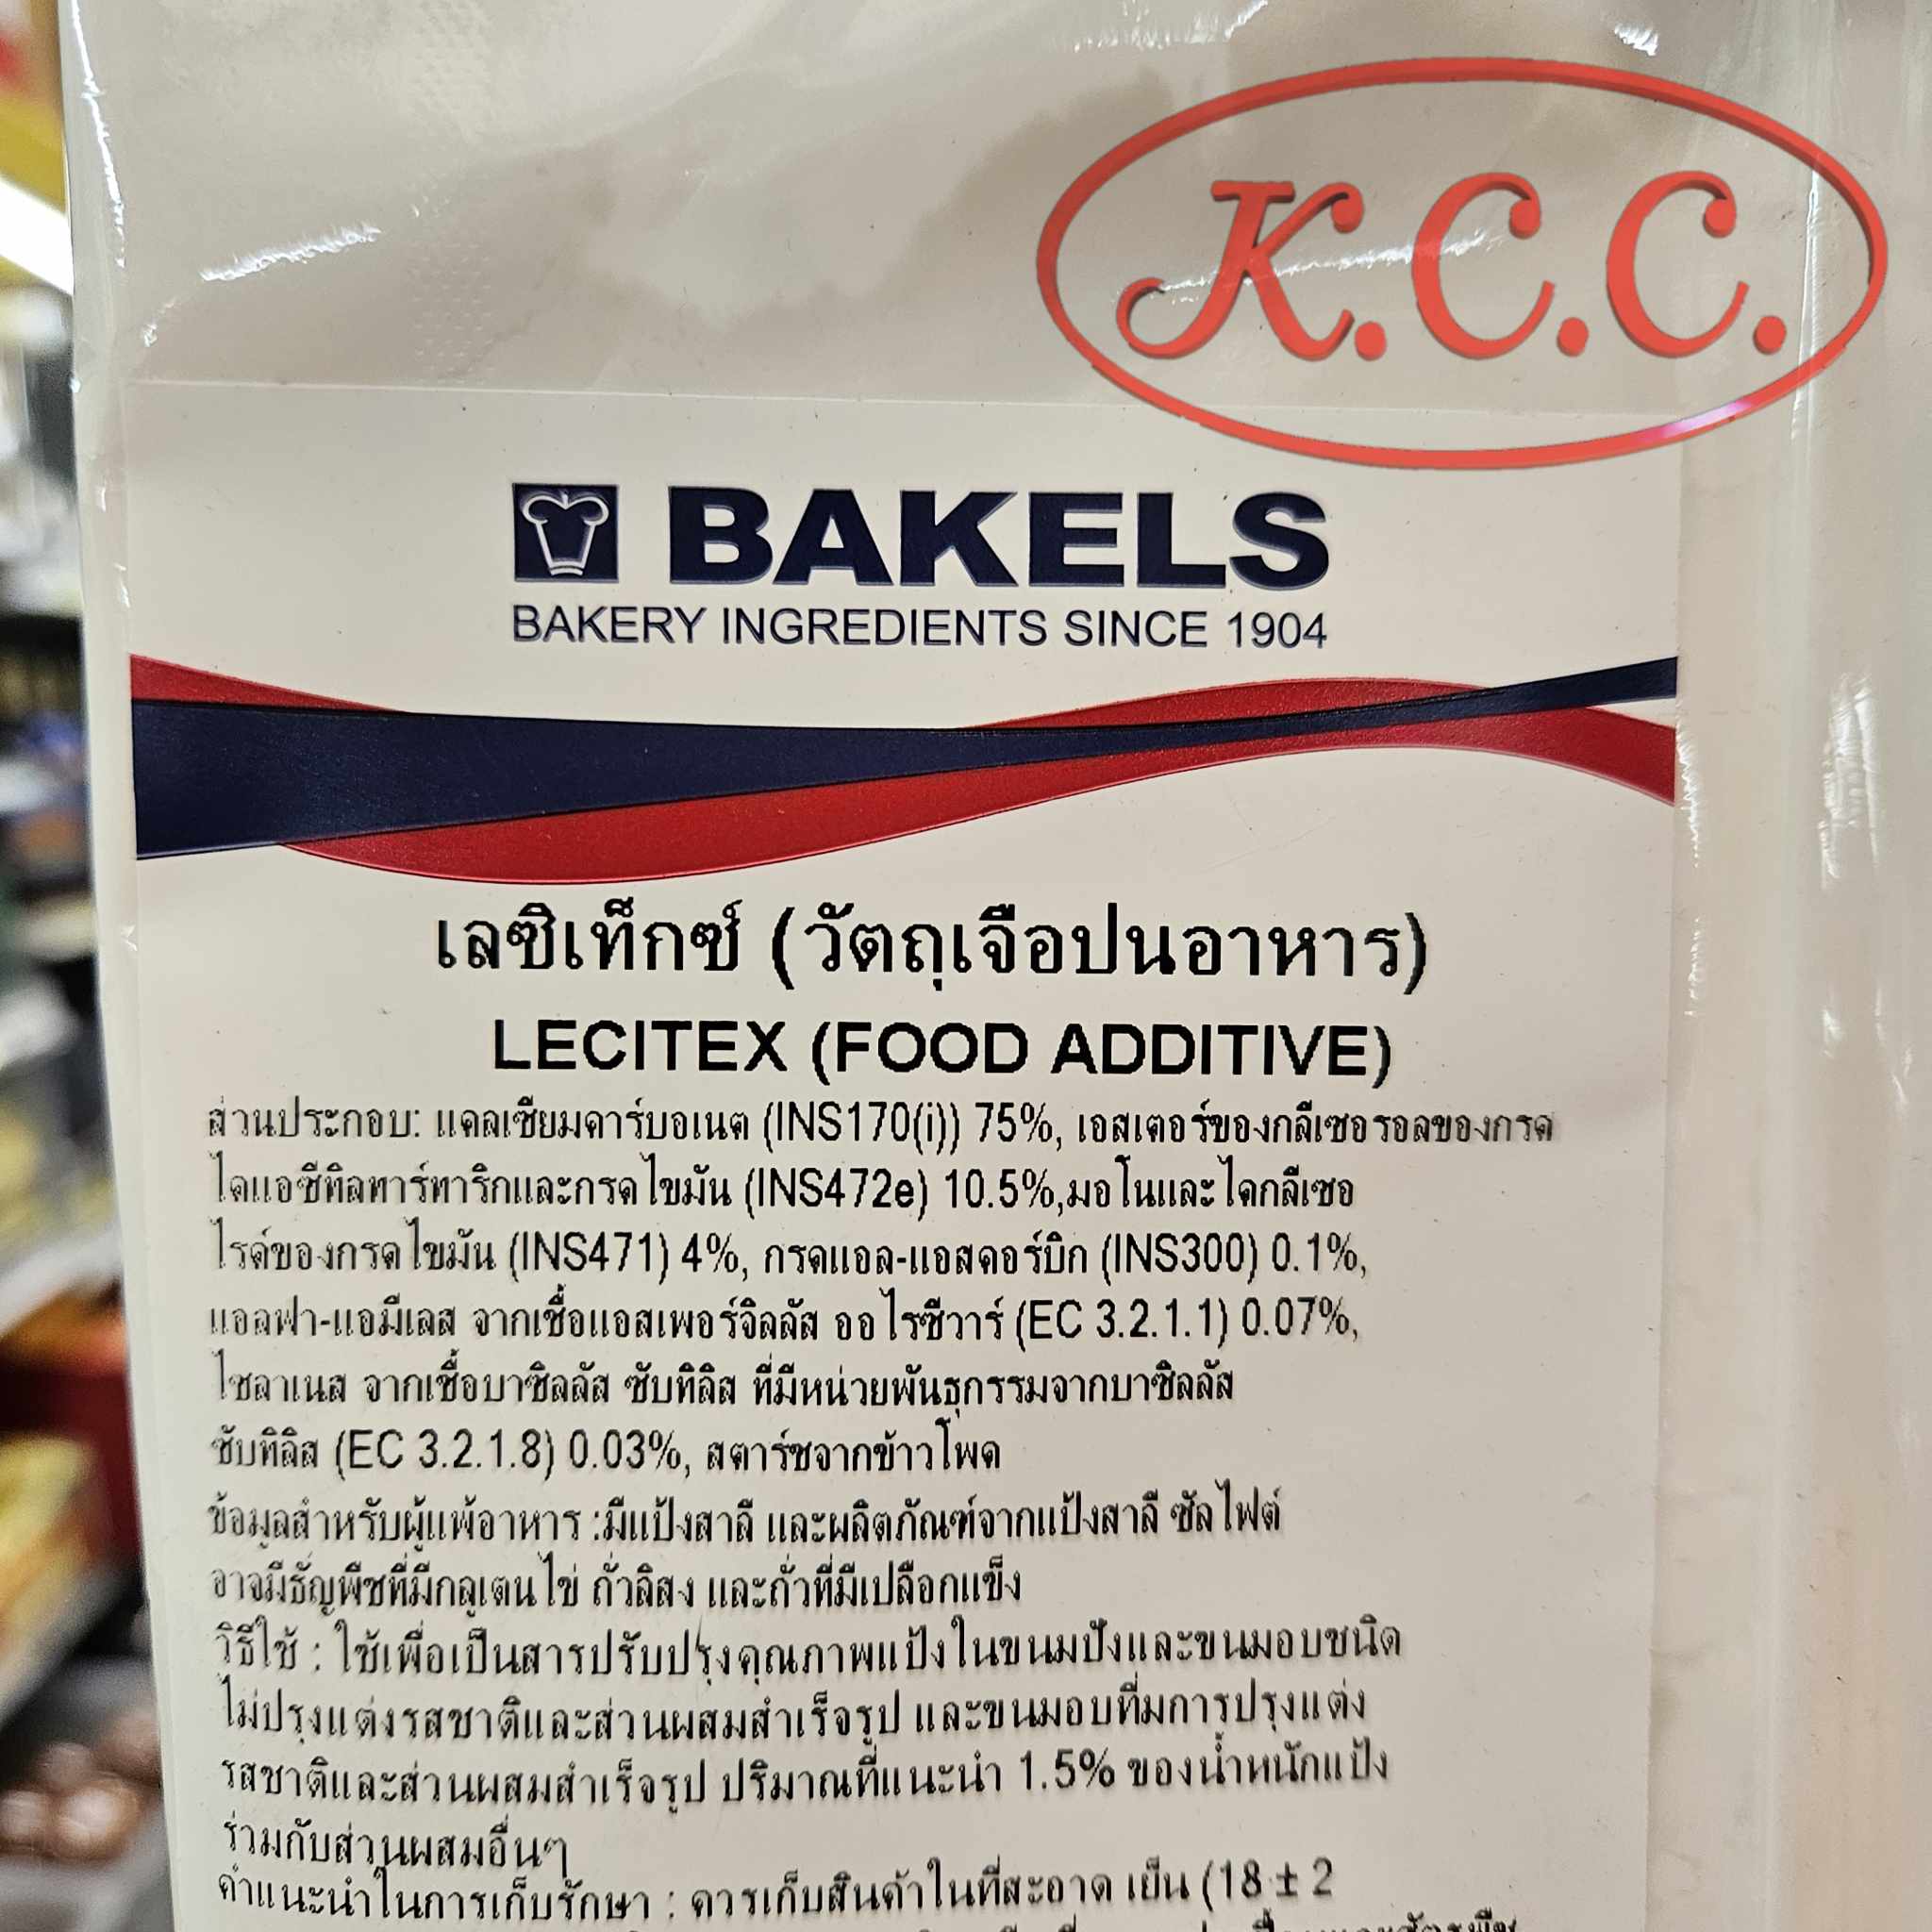 K.C.C.
BAKELS
BAKERY INGREDIENTS SINCE 1904
เลซิเท็กซ์ (วัตถุเจือปนอาหาร)
LECITEX (FOOD ADDITIVE)
ส่วนประกอบ: แคลเซียมคาร์บอเนต (INS170(i)) 75%, เอสเตอร์ของกลีเซอรอลของกรด
ไดแอซีทิลทาร์ทาริกและกรดไขมัน (INS472e) 10.5%,มอโนและไดกลีเซอ
ไรด์ของกรดไขมัน (INS471) 4%, กรดแอล-แอสคอร์บิก (INS300) 0.1%,
แอลฟา-แอมีเลส จากเชื้อแอสเพอร์จิลลัส ออไรซีวาร์ (EC 3.2.1.1) 0.07%,
ไซลาเนส จากเชื้อบาซิลลัส ซับทิลิส ที่มีหน่วยพันธุกรรมจากบาซิลลัส
ซับทิลิส (EC 3.2.1.8) 0.03%, สตาร์ชจากข้าวโพด
ข้อมูลสำหรับผู้แพ้อาหาร :มีแป้งสาลี และผลิตภัณฑ์จากแป้งสาลี ซัลไฟต์
อาจมีธัญพืชที่มีกลูเตนไข่ ถั่วลิสง และถั่วที่มีเปลือกแข็ง
วิธีใช้ : ใช้เพื่อเป็นสารปรับปรุงคุณภาพแป้งในขนมปังและขนมอบชนิด
ไม่ปรุงแต่งรสชาติและส่วนผสมสำเร็จรูป และขนมอบที่มการปรุงแต่ง
รสชาติและส่วนผสมสำเร็จรูป ปริมาณที่แนะนำ 1.5% ของน้ำหนักแป้ง
ร่วมกับส่วนผสมอื่นๆ
คำแนะนำในการเก็บรักษา : ควรเก็บสินค้าในที่สะอาด เย็น (18 ± 2